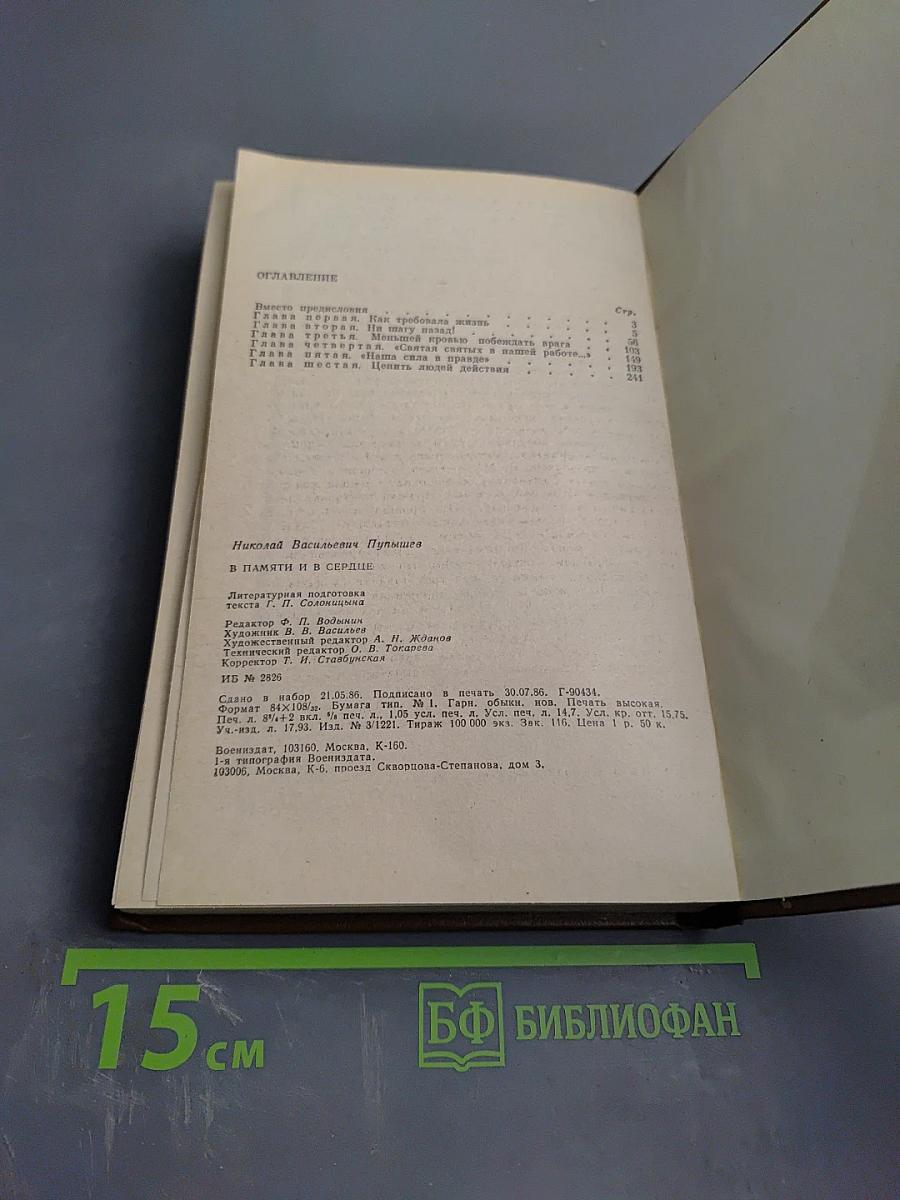 ОГЛАВЛЕНИЕ
Стр.
Вместо предисловия . . . . . . . . . . 3
Глава первая. Как требовала жизнь . . . . . . 5
Глава вторая. Ни шагу назад! . . . . . . . . 56
Глава третья. Меньшей кровью побеждать врага . . . 103
Глава четвертая. «Святая святых в нашей работе...» . 149
Глава пятая. «Наша сила в правде» . . . . . . 193
Глава шестая. Ценить людей действия . . . . . 241
Николай Васильевич Пупышев
В ПАМЯТИ И В СЕРДЦЕ
Литературная подготовка
текста Г. П. Солоницына
Редактор Ф. П. Водынин
Художник В. В. Васильев
Художественный редактор А. Н. Жданов
Технический редактор О. В. Токарева
Корректор Т. И. Ставбунская
ИБ № 2826
Сдано в набор 21.05.86. Подписано в печать 30.07.86. Г-90434.
Формат 84×108/32. Бумага тип. № 1. Гарн. обыкн. нов. Печать высокая.
Печ. л. 8¹/₄+2 вкл. ⁵/₈ печ. л., 1,05 усл. печ. л. Усл. печ. л. 14,7. Усл. кр. отт. 15,75.
Уч.-изд. л. 17,93. Изд. № 3/1221. Тираж 100 000 экз. Зак. 116. Цена 1 р. 50 к.
Воениздат, 103160, Москва, К-160.
1-я типография Воениздата.
103006, Москва, К-6, проезд Скворцова-Степанова, дом 3.
15 см
БФ БИБЛИОФАН